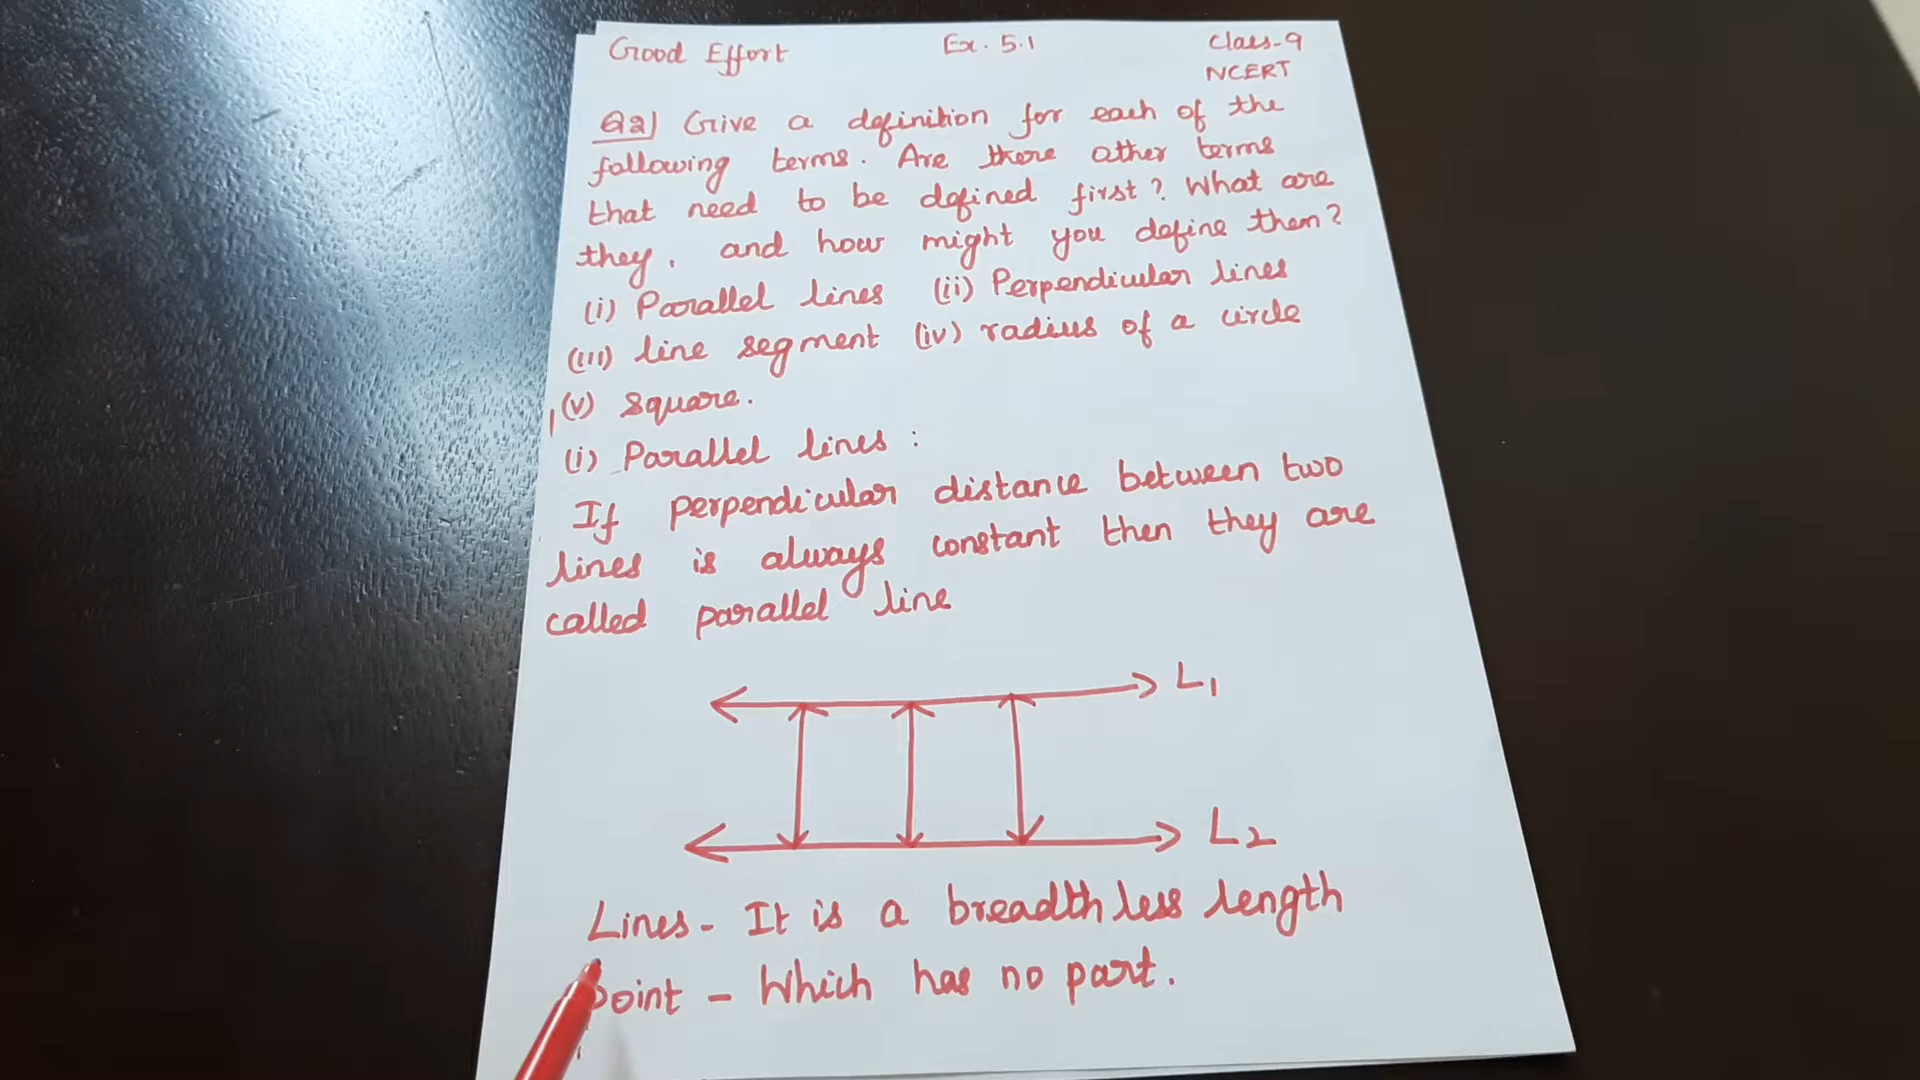 Good Effort Ex. 5.1 Class-9
NCERT
Q2) Give a definition for each of the
following terms. Are there other terms
that need to be defined first? What are
they, and how might you define them?
(i) Parallel lines (ii) Perpendicular lines
(iii) line segment (iv) radius of a circle
(v) square.
(i) Parallel lines :
If perpendicular distance between two
lines is always constant then they are
called parallel line
L1
L2
Lines - It is a breadthless length
Point - Which has no part.